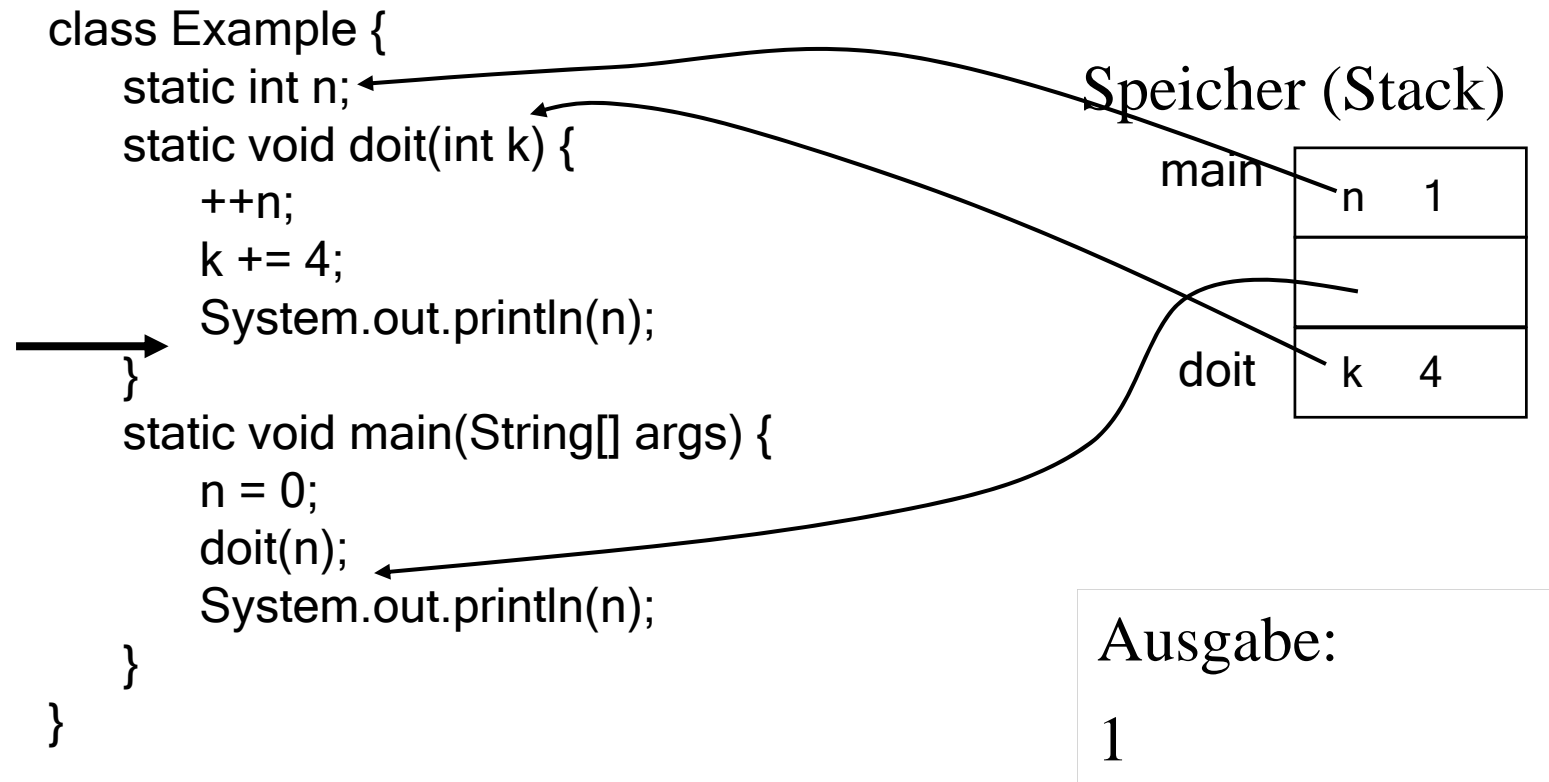 class Example {
static int n;
static void doit(int k) {
++n;
k += 4;
System.out.println(n);
}
static void main(String[] args) {
n = 0;
doit(n);
System.out.println(n);
}
}
Speicher (Stack)
main
n 1
doit
k 4
Ausgabe:
1